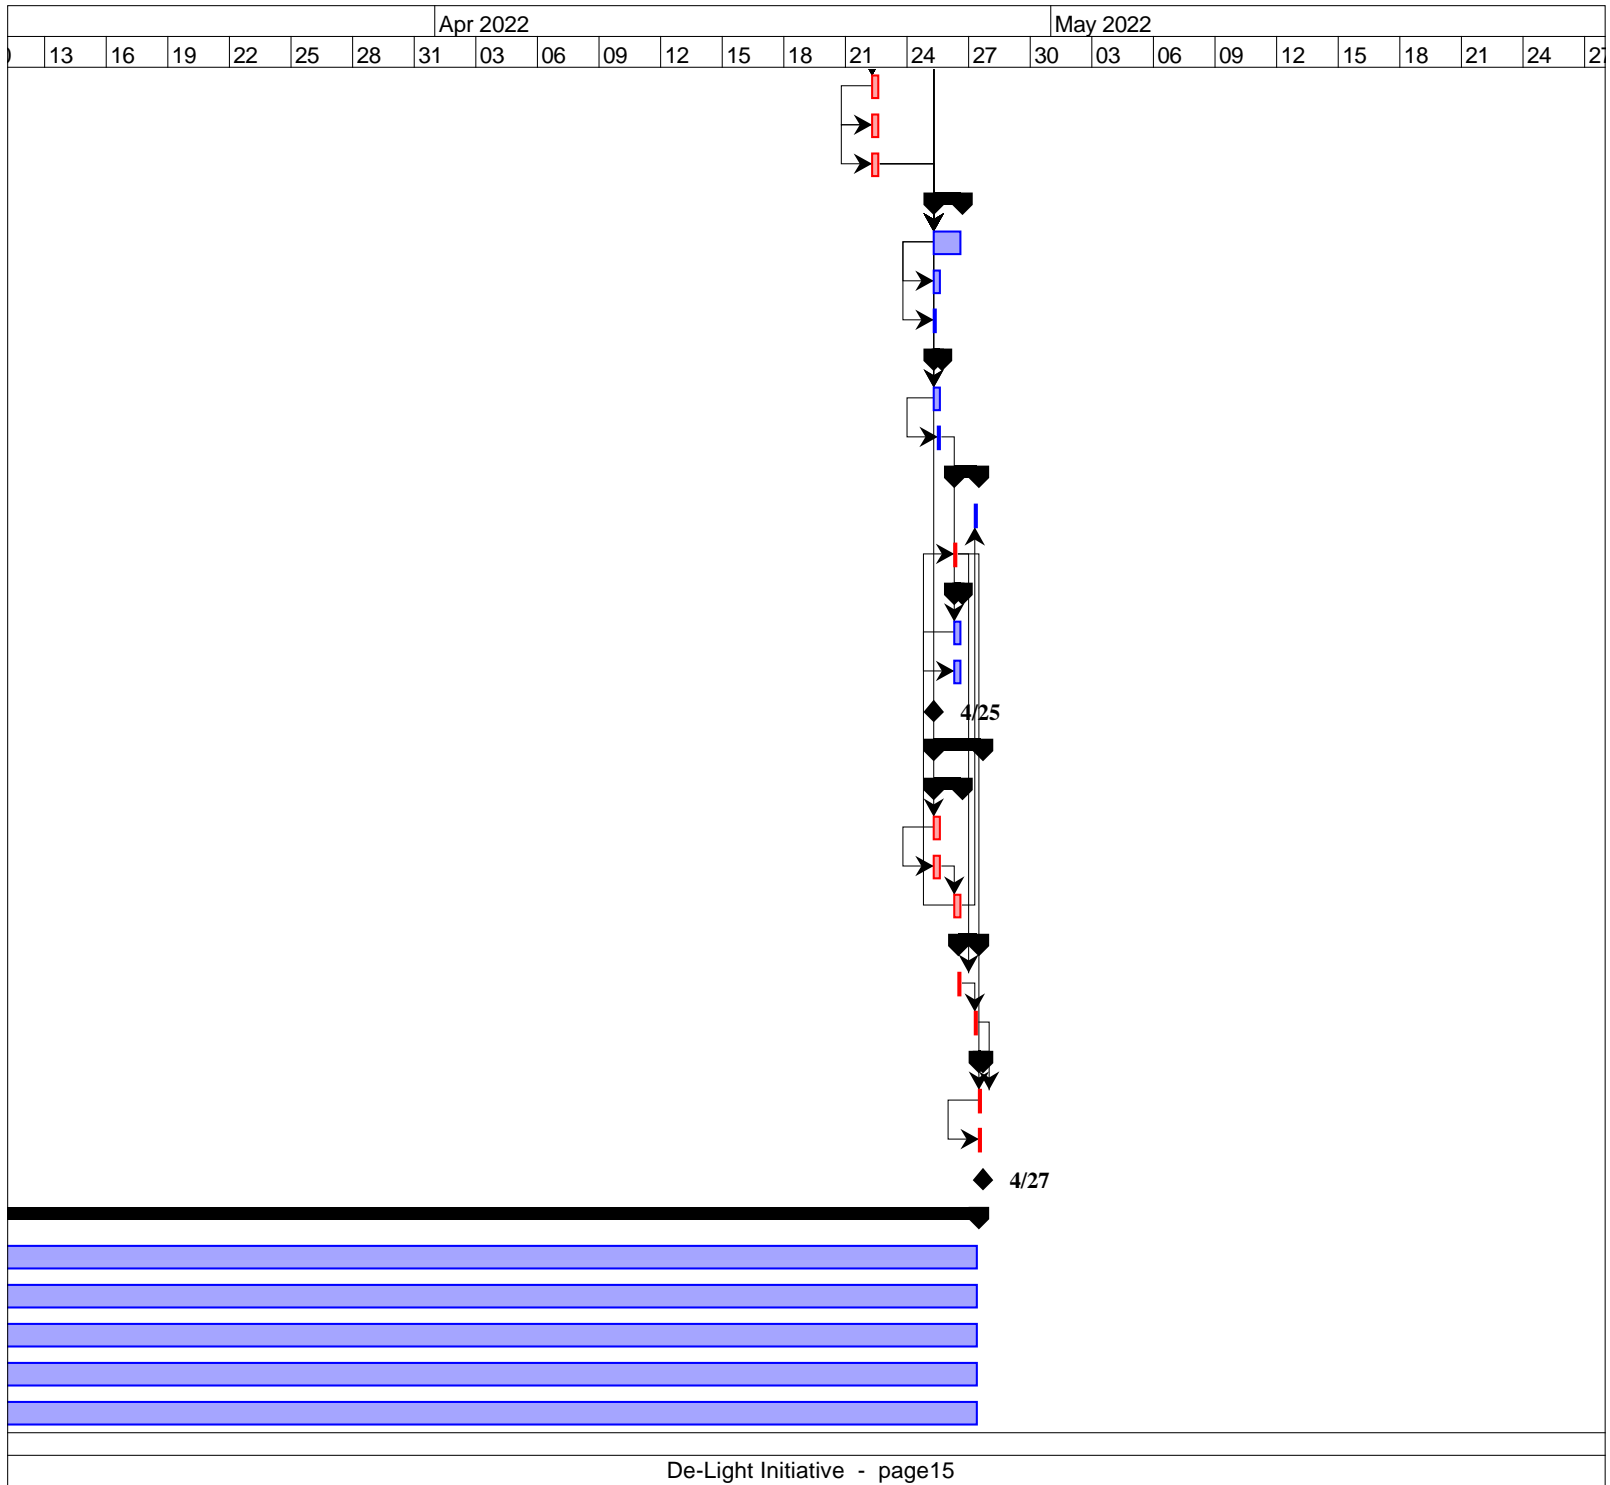 Apr 2022 May 2022
13 16 19 22 25 28 31 03 06 09 12 15 18 21 24 27 30 03 06 09 12 15 18 21 24
4/25
4/27
De-Light Initiative - page15